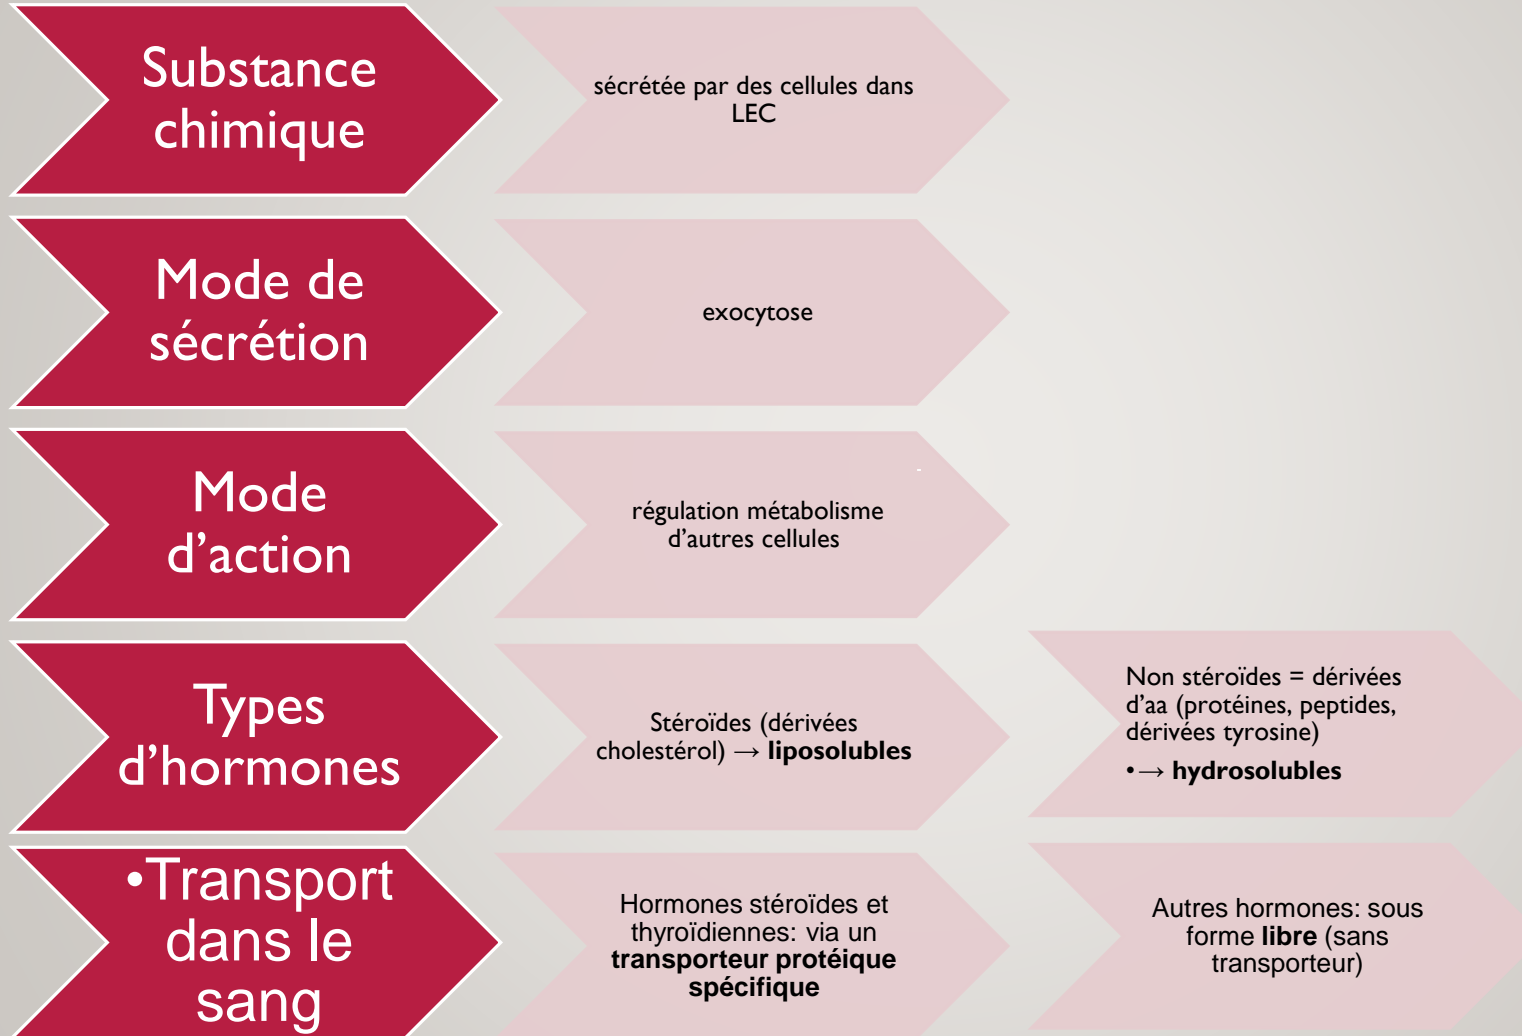 Substance
chimique
sécrétée par des cellules dans
LEC
Mode de
sécrétion
exocytose
Mode
d’action
régulation métabolisme
d’autres cellules
Types
d’hormones
Stéroïdes (dérivées
cholestérol) → liposolubles
Non stéroïdes = dérivées
d’aa (protéines, peptides,
dérivées tyrosine)
•→ hydrosolubles
•Transport
dans le
sang
Hormones stéroïdes et
thyroïdiennes: via un
transporteur protéique
spécifique
Autres hormones: sous
forme libre (sans
transporteur)